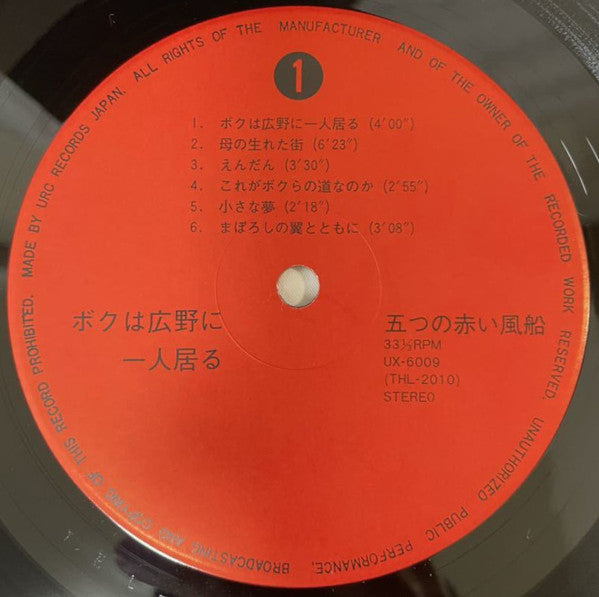 MADE BY URC RECORDS JAPAN. ALL RIGHTS OF THE MANUFACTURER AND OF THE OWNER OF THE RECORDED WORK RESERVED. UNAUTHORIZED PUBLIC PERFORMANCE. BROADCASTING AND COPYING OF THIS RECORD PROHIBITED.
1
1. ボクは広野に一人居る (4'00")
2. 母の生れた街 (6'23")
3. えんだん (3'30")
4. これがボクらの道なのか (2'55")
5. 小さな夢 (2'18")
6. まぼろしの翼とともに (3'08")
ボクは広野に
一人居る
五つの赤い風船
33⅓RPM
UX-6009
(THL-2010)
STEREO